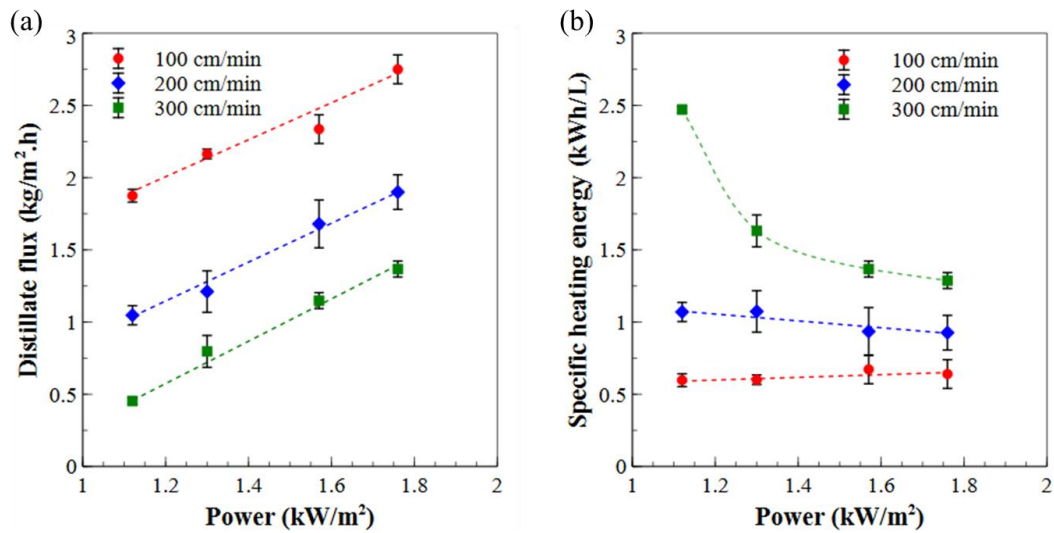 (a)
Distillate flux (kg/m².h)
3
2.5
2
1.5
1
0.5
0
100 cm/min
200 cm/min
300 cm/min
1
1.2
1.4
1.6
1.8
2
Power (kW/m²)
(b)
Specific heating energy (kWh/L)
3
2.5
2
1.5
1
0.5
0
100 cm/min
200 cm/min
300 cm/min
1
1.2
1.4
1.6
1.8
2
Power (kW/m²)